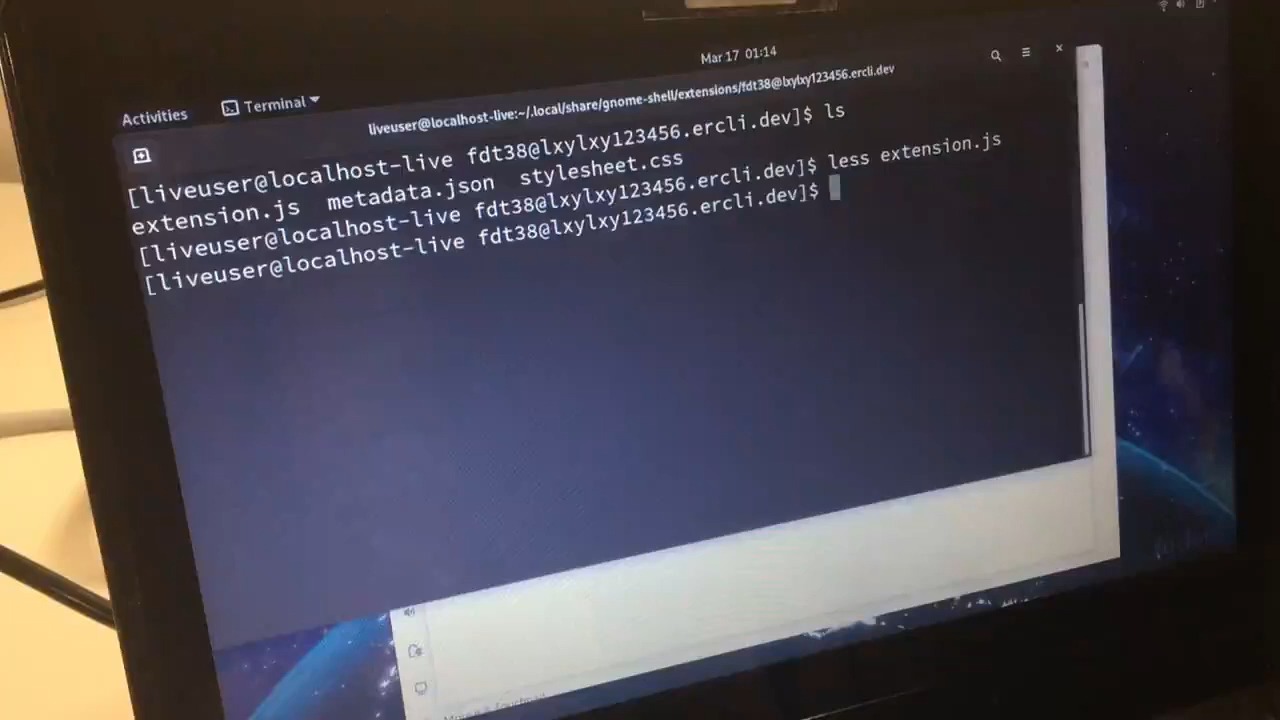 Mar 17 01:14
Activities
Terminal
liveuser@localhost-live:~/.local/share/gnome-shell/extensions/fdt38@lxylxy123456.ercli.dev
[liveuser@localhost-live fdt38@lxylxy123456.ercli.dev]$ ls
extension.js metadata.json stylesheet.css
[liveuser@localhost-live fdt38@lxylxy123456.ercli.dev]$ less extension.js
[liveuser@localhost-live fdt38@lxylxy123456.ercli.dev]$